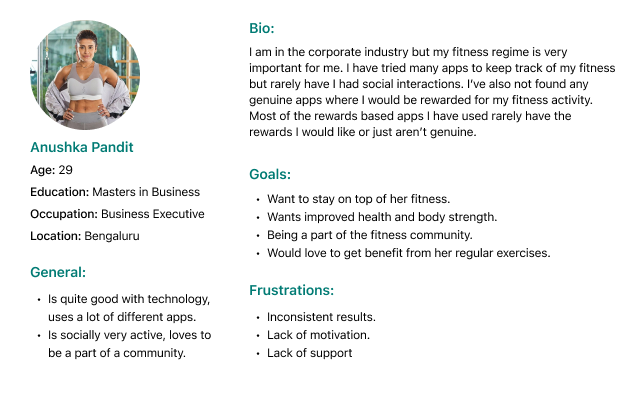 Anushka Pandit
Age: 29
Education: Masters in Business
Occupation: Business Executive
Location: Bengaluru
General:
• Is quite good with technology,
uses a lot of different apps.
• Is socially very active, loves to
be a part of a community.
Bio:
I am in the corporate industry but my fitness regime is very
important for me. I have tried many apps to keep track of my fitness
but rarely have I had social interactions. I've also not found any
genuine apps where I would be rewarded for my fitness activity.
Most of the rewards based apps I have used rarely have the
rewards I would like or just aren't genuine.
Goals:
• Want to stay on top of her fitness.
• Wants improved health and body strength.
• Being a part of the fitness community.
• Would love to get benefit from her regular exercises.
Frustrations:
• Inconsistent results.
• Lack of motivation.
• Lack of support